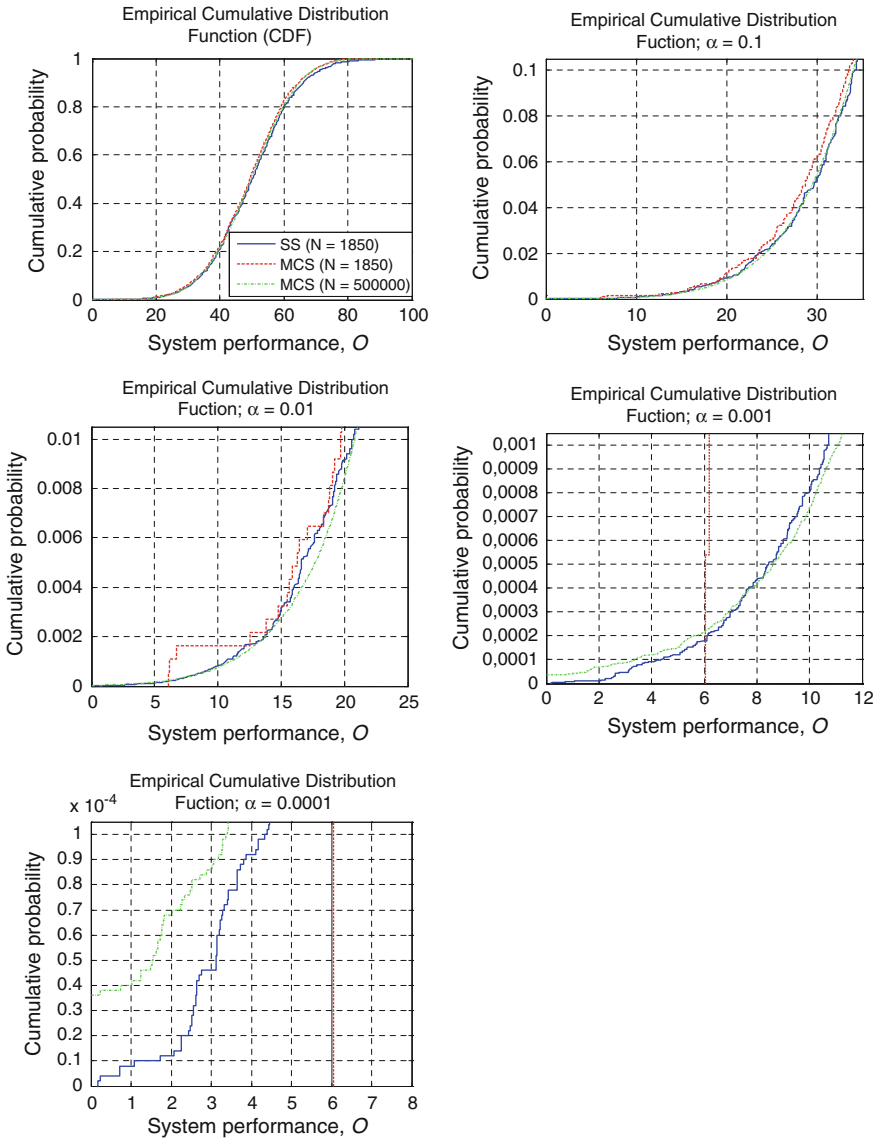 Empirical Cumulative Distribution
Function (CDF)
1
0.8
0.6
0.4
0.2
0
Cumulative probability
SS (N = 1850)
MCS (N = 1850)
MCS (N = 500000)
0 20 40 60 80 100
System performance, O
Empirical Cumulative Distribution
Fuction; α = 0.1
0.1
0.08
0.06
0.04
0.02
0
Cumulative probability
0 10 20 30
System performance, O
Empirical Cumulative Distribution
Fuction; α = 0.01
0.01
0.008
0.006
0.004
0.002
0
Cumulative probability
0 5 10 15 20 25
System performance, O
Empirical Cumulative Distribution
Fuction; α = 0.001
0,001
0,0009
0,0008
0,0007
0,0006
0,0005
0,0004
0,0003
0,0002
0,0001
0
Cumulative probability
0 2 4 6 8 10 12
System performance, O
Empirical Cumulative Distribution
Fuction; α = 0.0001
x 10-4
1
0.9
0.8
0.7
0.6
0.5
0.4
0.3
0.2
0.1
0
Cumulative probability
0 1 2 3 4 5 6 7 8
System performance, O